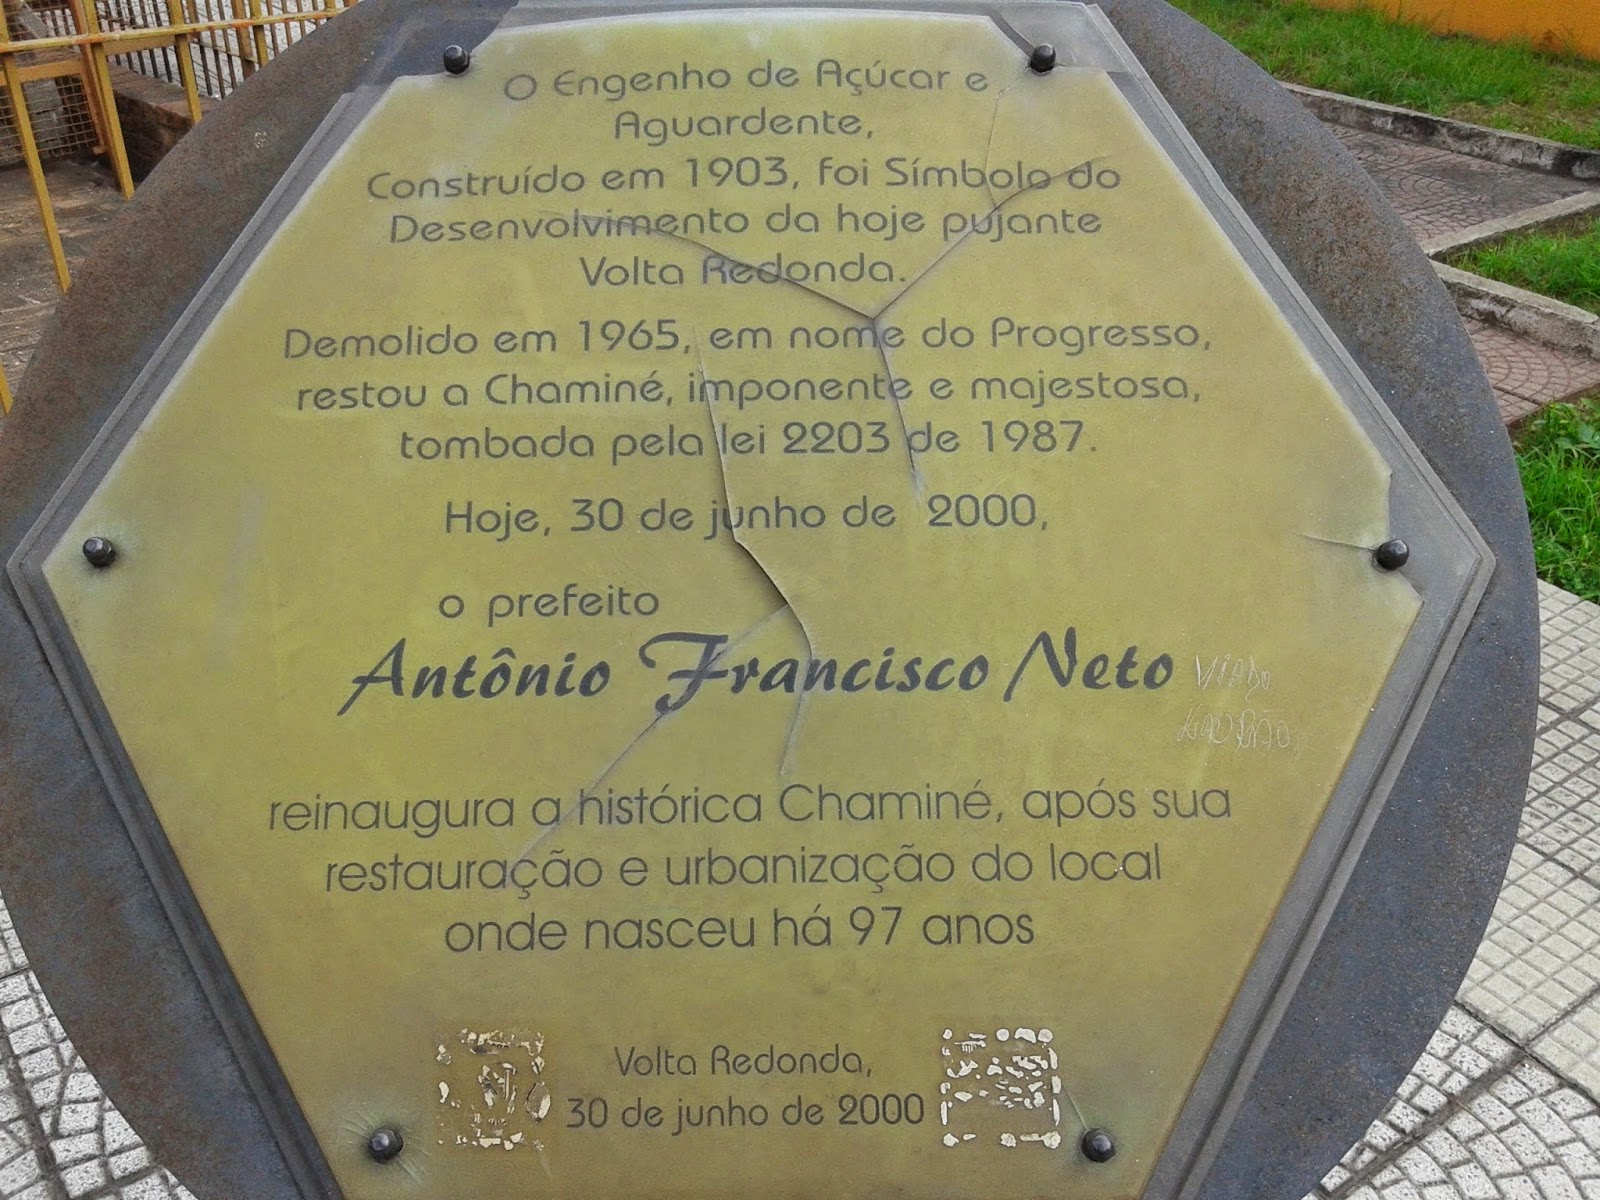 O Engenho de Açúcar e
Aguardente,
Construído em 1903, foi Símbolo do
Desenvolvimento da hoje pujante
Volta Redonda.
Demolido em 1965, em nome do Progresso,
restou a Chaminé, imponente e majestosa,
tombada pela lei 2203 de 1987.
Hoje, 30 de junho de 2000,
o prefeito
Antônio Francisco Neto
VIADO
reinaugura a histórica Chaminé, após sua
restauração e urbanização do local
onde nasceu há 97 anos
Volta Redonda,
30 de junho de 2000